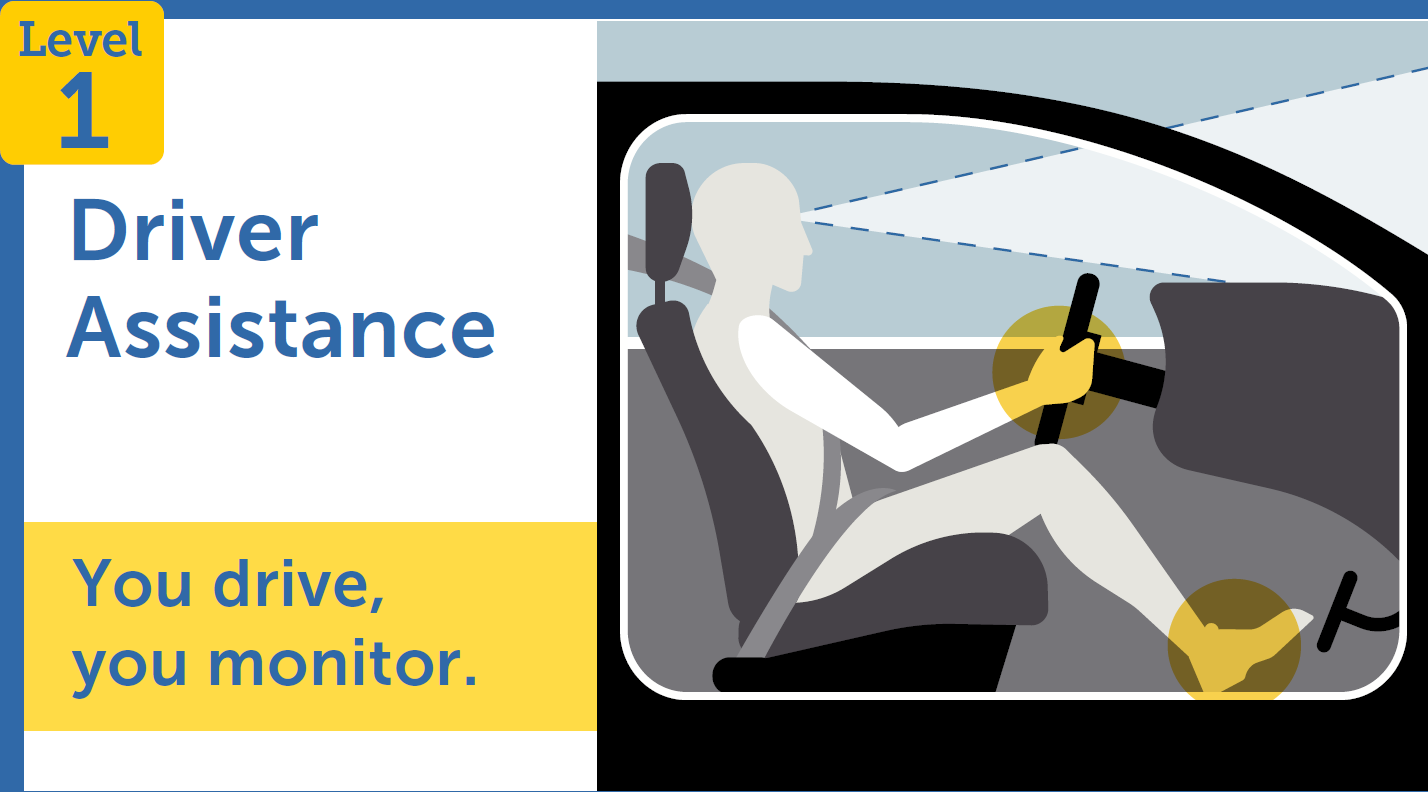 Level
1
Driver
Assistance
You drive,
you monitor.